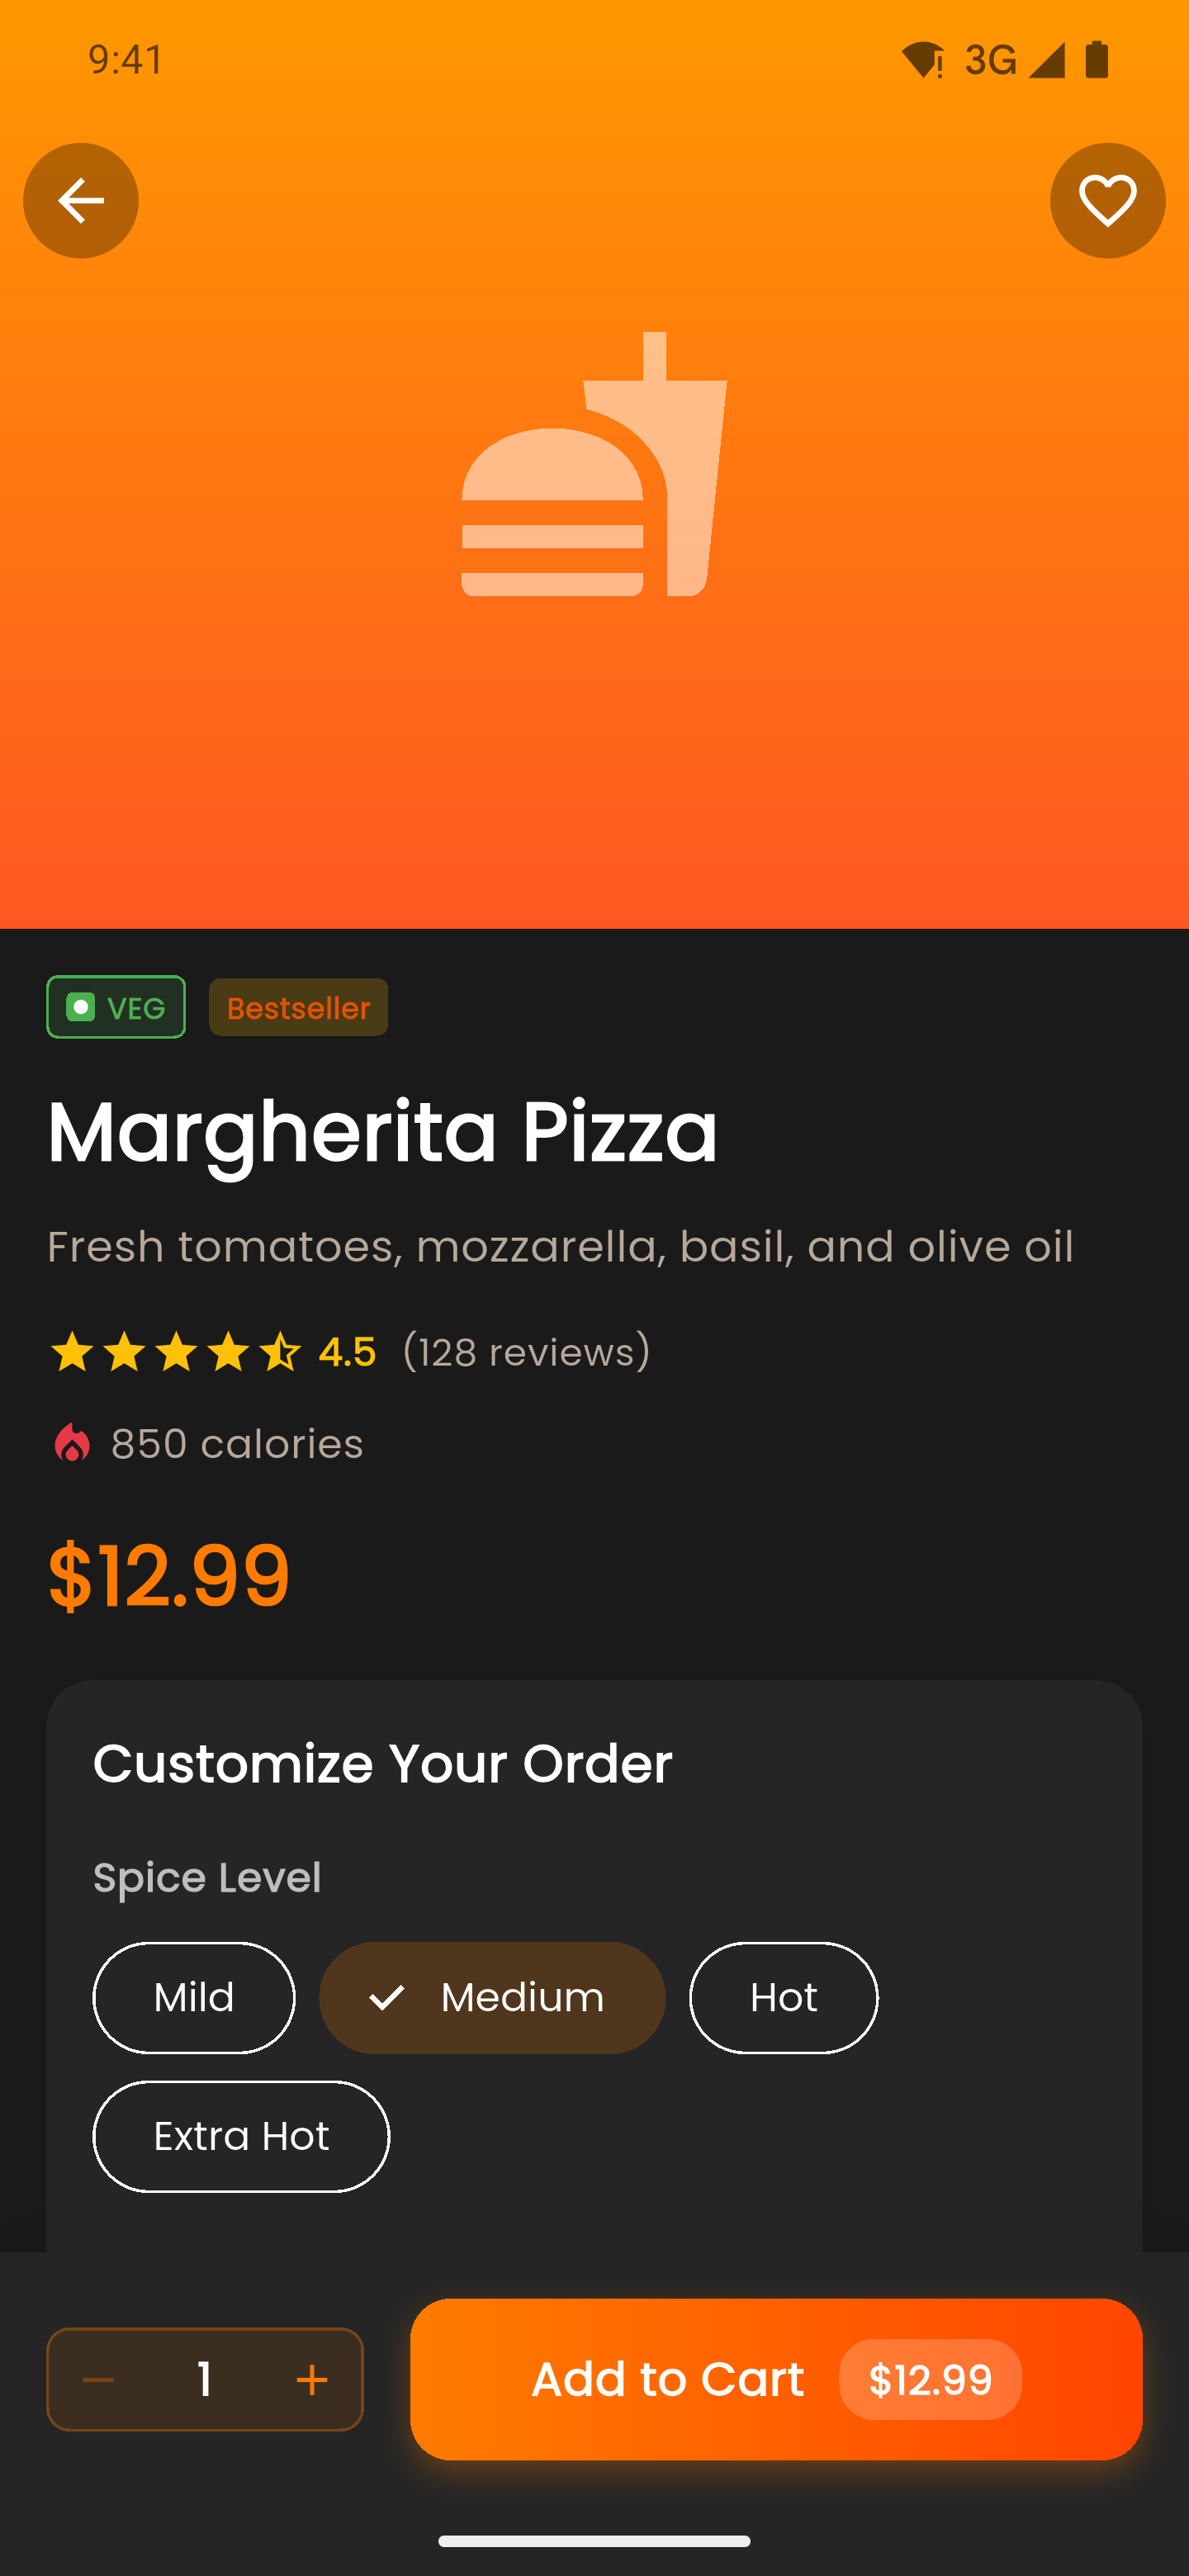 9:41 3G
VEG Bestseller
Margherita Pizza
Fresh tomatoes, mozzarella, basil, and olive oil
4.5 (128 reviews)
850 calories
$12.99
Customize Your Order
Spice Level
Mild Medium Hot
Extra Hot
1 Add to Cart $12.99